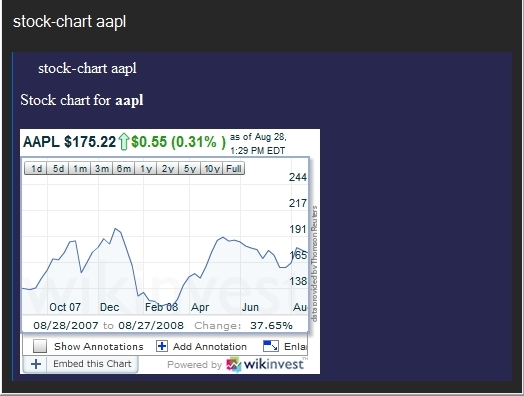 stock-chart aapl
stock-chart aapl
Stock chart for aapl
AAPL $175.22 $0.55 (0.31% ) as of Aug 28,
1:29 PM EDT
1d 5d 1m 3m 6m 1y 2y 5y 10y Full
244
217
191
165
138
Oct 07 Dec Feb 08 Apr Jun Au
data provided by Thomson Reuters
wikinvest
08/28/2007 to 08/27/2008 Change: 37.65%
Show Annotations Add Annotation Enla
Embed this Chart Powered by wikinvest™